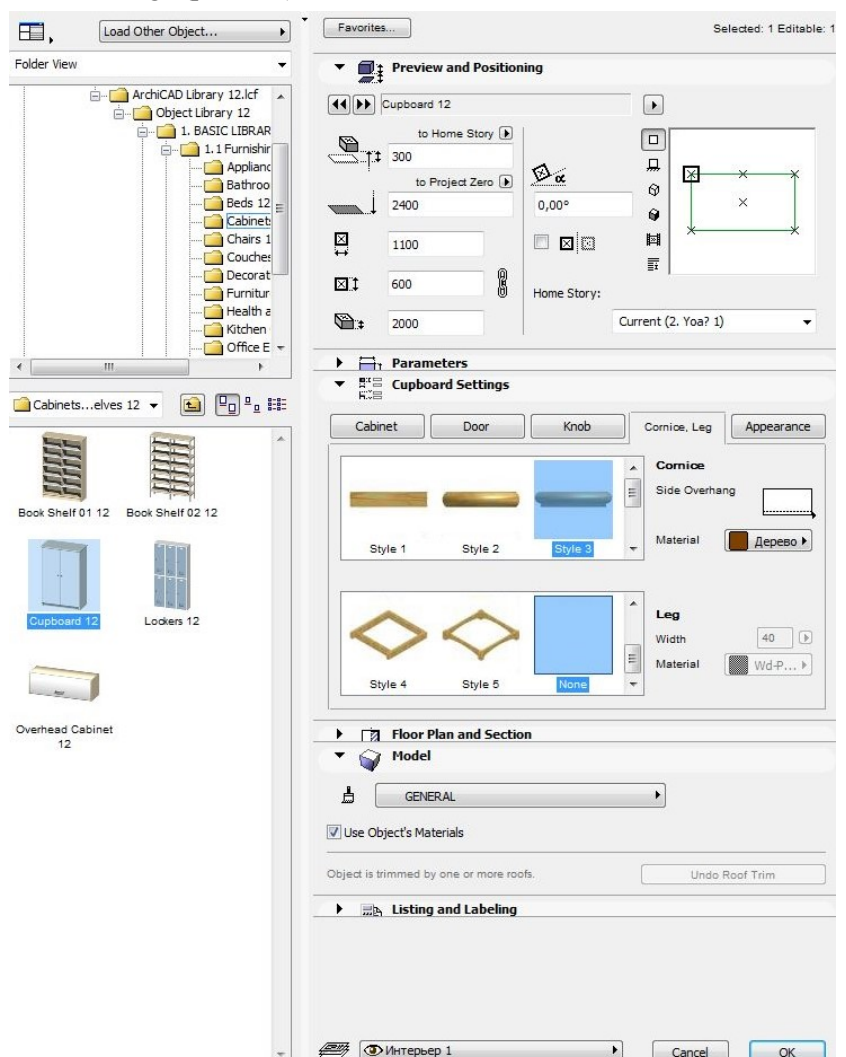 Load Other Object...
Folder View
ArchiCAD Library 12.lcf
Object Library 12
1. BASIC LIBRAR
1.1 Furnishin
Applianc
Bathroo
Beds 12
Cabinets
Chairs 1
Couches
Decorat
Furnitur
Health a
Kitchen
Office E
Cabinets...elves 12
Book Shelf 01 12
Book Shelf 02 12
Cupboard 12
Lockers 12
Overhead Cabinet
12
Favorites...
Selected: 1 Editable: 1
Preview and Positioning
Cupboard 12
to Home Story
300
to Project Zero
α
2400
0,00°
1100
600
Home Story:
2000
Current (2. Yoa? 1)
Parameters
Cupboard Settings
Cabinet
Door
Knob
Cornice, Leg
Appearance
Cornice
Side Overhang
Material
Дерево
Style 1
Style 2
Style 3
Leg
Width
40
Material
Wd-P...
Style 4
Style 5
None
Floor Plan and Section
Model
GENERAL
Use Object's Materials
Object is trimmed by one or more roofs.
Undo Roof Trim
Listing and Labeling
Интерьер 1
Cancel
OK